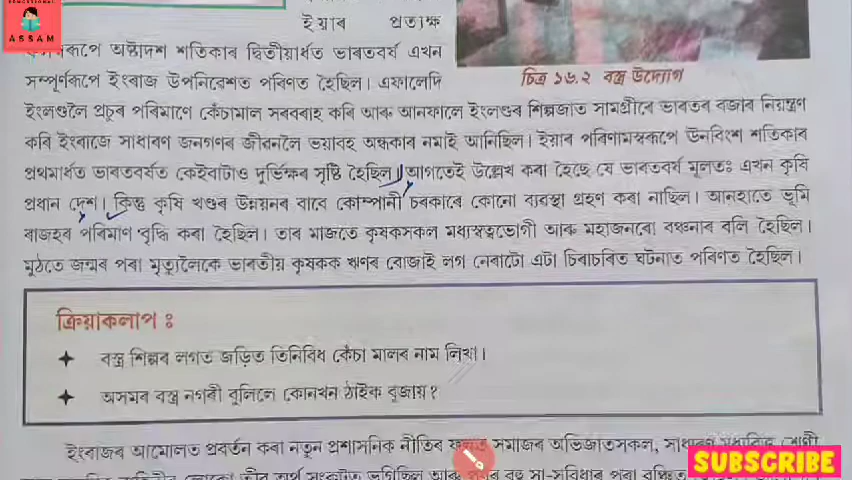 ASSAM
ইয়াৰ প্ৰত্যক্ষ
অষ্টাদশ শতিকাৰ দ্বিতীয়াৰ্ধত ভাৰতবৰ্ষ এখন
সম্পূৰ্ণৰূপে ইংৰাজ উপনিবেশত পৰিণত হৈছিল। এফালেদি
চিত্ৰ ১৬.২ বস্ত্ৰ উদ্যোগ
ইংলণ্ডলৈ প্ৰচুৰ পৰিমাণে কেঁচামাল সৰবৰাহ কৰি আৰু আনফালে ইংলণ্ডৰ শিল্পজাত সামগ্ৰীৰে ভাৰতৰ বজাৰ নিয়ন্ত্ৰণ
কৰি ইংৰাজে সাধাৰণ জনগণৰ জীৱনলৈ ভয়াবহ অন্ধকাৰ নমাই আনিছিল। ইয়াৰ পৰিণামস্বৰূপে ঊনবিংশ শতিকাৰ
প্ৰথমাৰ্ধত ভাৰতবৰ্ষত কেইবাটাও দুৰ্ভিক্ষৰ সৃষ্টি হৈছিল। আগতেই উল্লেখ কৰা হৈছে যে ভাৰতবৰ্ষ মূলতঃ এখন কৃষি
প্ৰধান দেশ। কিন্তু কৃষি খণ্ডৰ উন্নয়নৰ বাবে কোম্পানী চৰকাৰে কোনো ব্যৱস্থা গ্ৰহণ কৰা নাছিল। আনহাতে ভূমি
ৰাজহৰ পৰিমাণ বৃদ্ধি কৰা হৈছিল। তাৰ মাজতে কৃষকসকল মধ্যস্বত্বভোগী আৰু মহাজনৰো বঞ্চনাৰ বলি হৈছিল।
মুঠতে জন্মৰ পৰা মৃত্যুলৈকে ভাৰতীয় কৃষকক ঋণৰ বোজাই লগ নেৰাটো এটা চিৰাচৰিত ঘটনাত পৰিণত হৈছিল।
ক্ৰিয়াকলাপ :
✦ বস্ত্ৰ শিল্পৰ লগত জড়িত তিনিবিধ কেঁচা মালৰ নাম লিখা।
✦ অসমৰ বস্ত্ৰ নগৰী বুলিলে কোনখন ঠাইক বুজায়?
ইংৰাজৰ আমোলত প্ৰবৰ্তন কৰা নতুন প্ৰশাসনিক নীতিৰ ফলত সমাজৰ অভিজাতসকল, সাধাৰণ
SUBSCRIBE